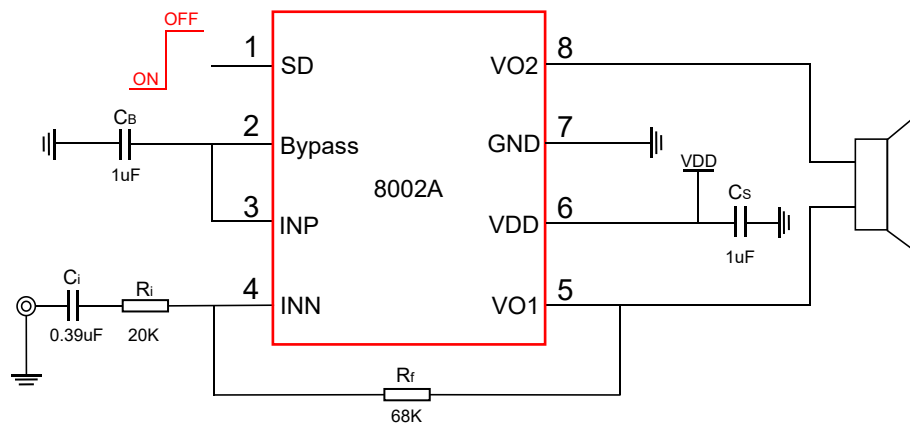 OFF
ON
1
SD
VO2
8
CB
1uF
2
Bypass
GND
7
8002A
VDD
3
INP
VDD
6
CS
1uF
Ci
0.39uF
Ri
20K
4
INN
VO1
5
Rf
68K